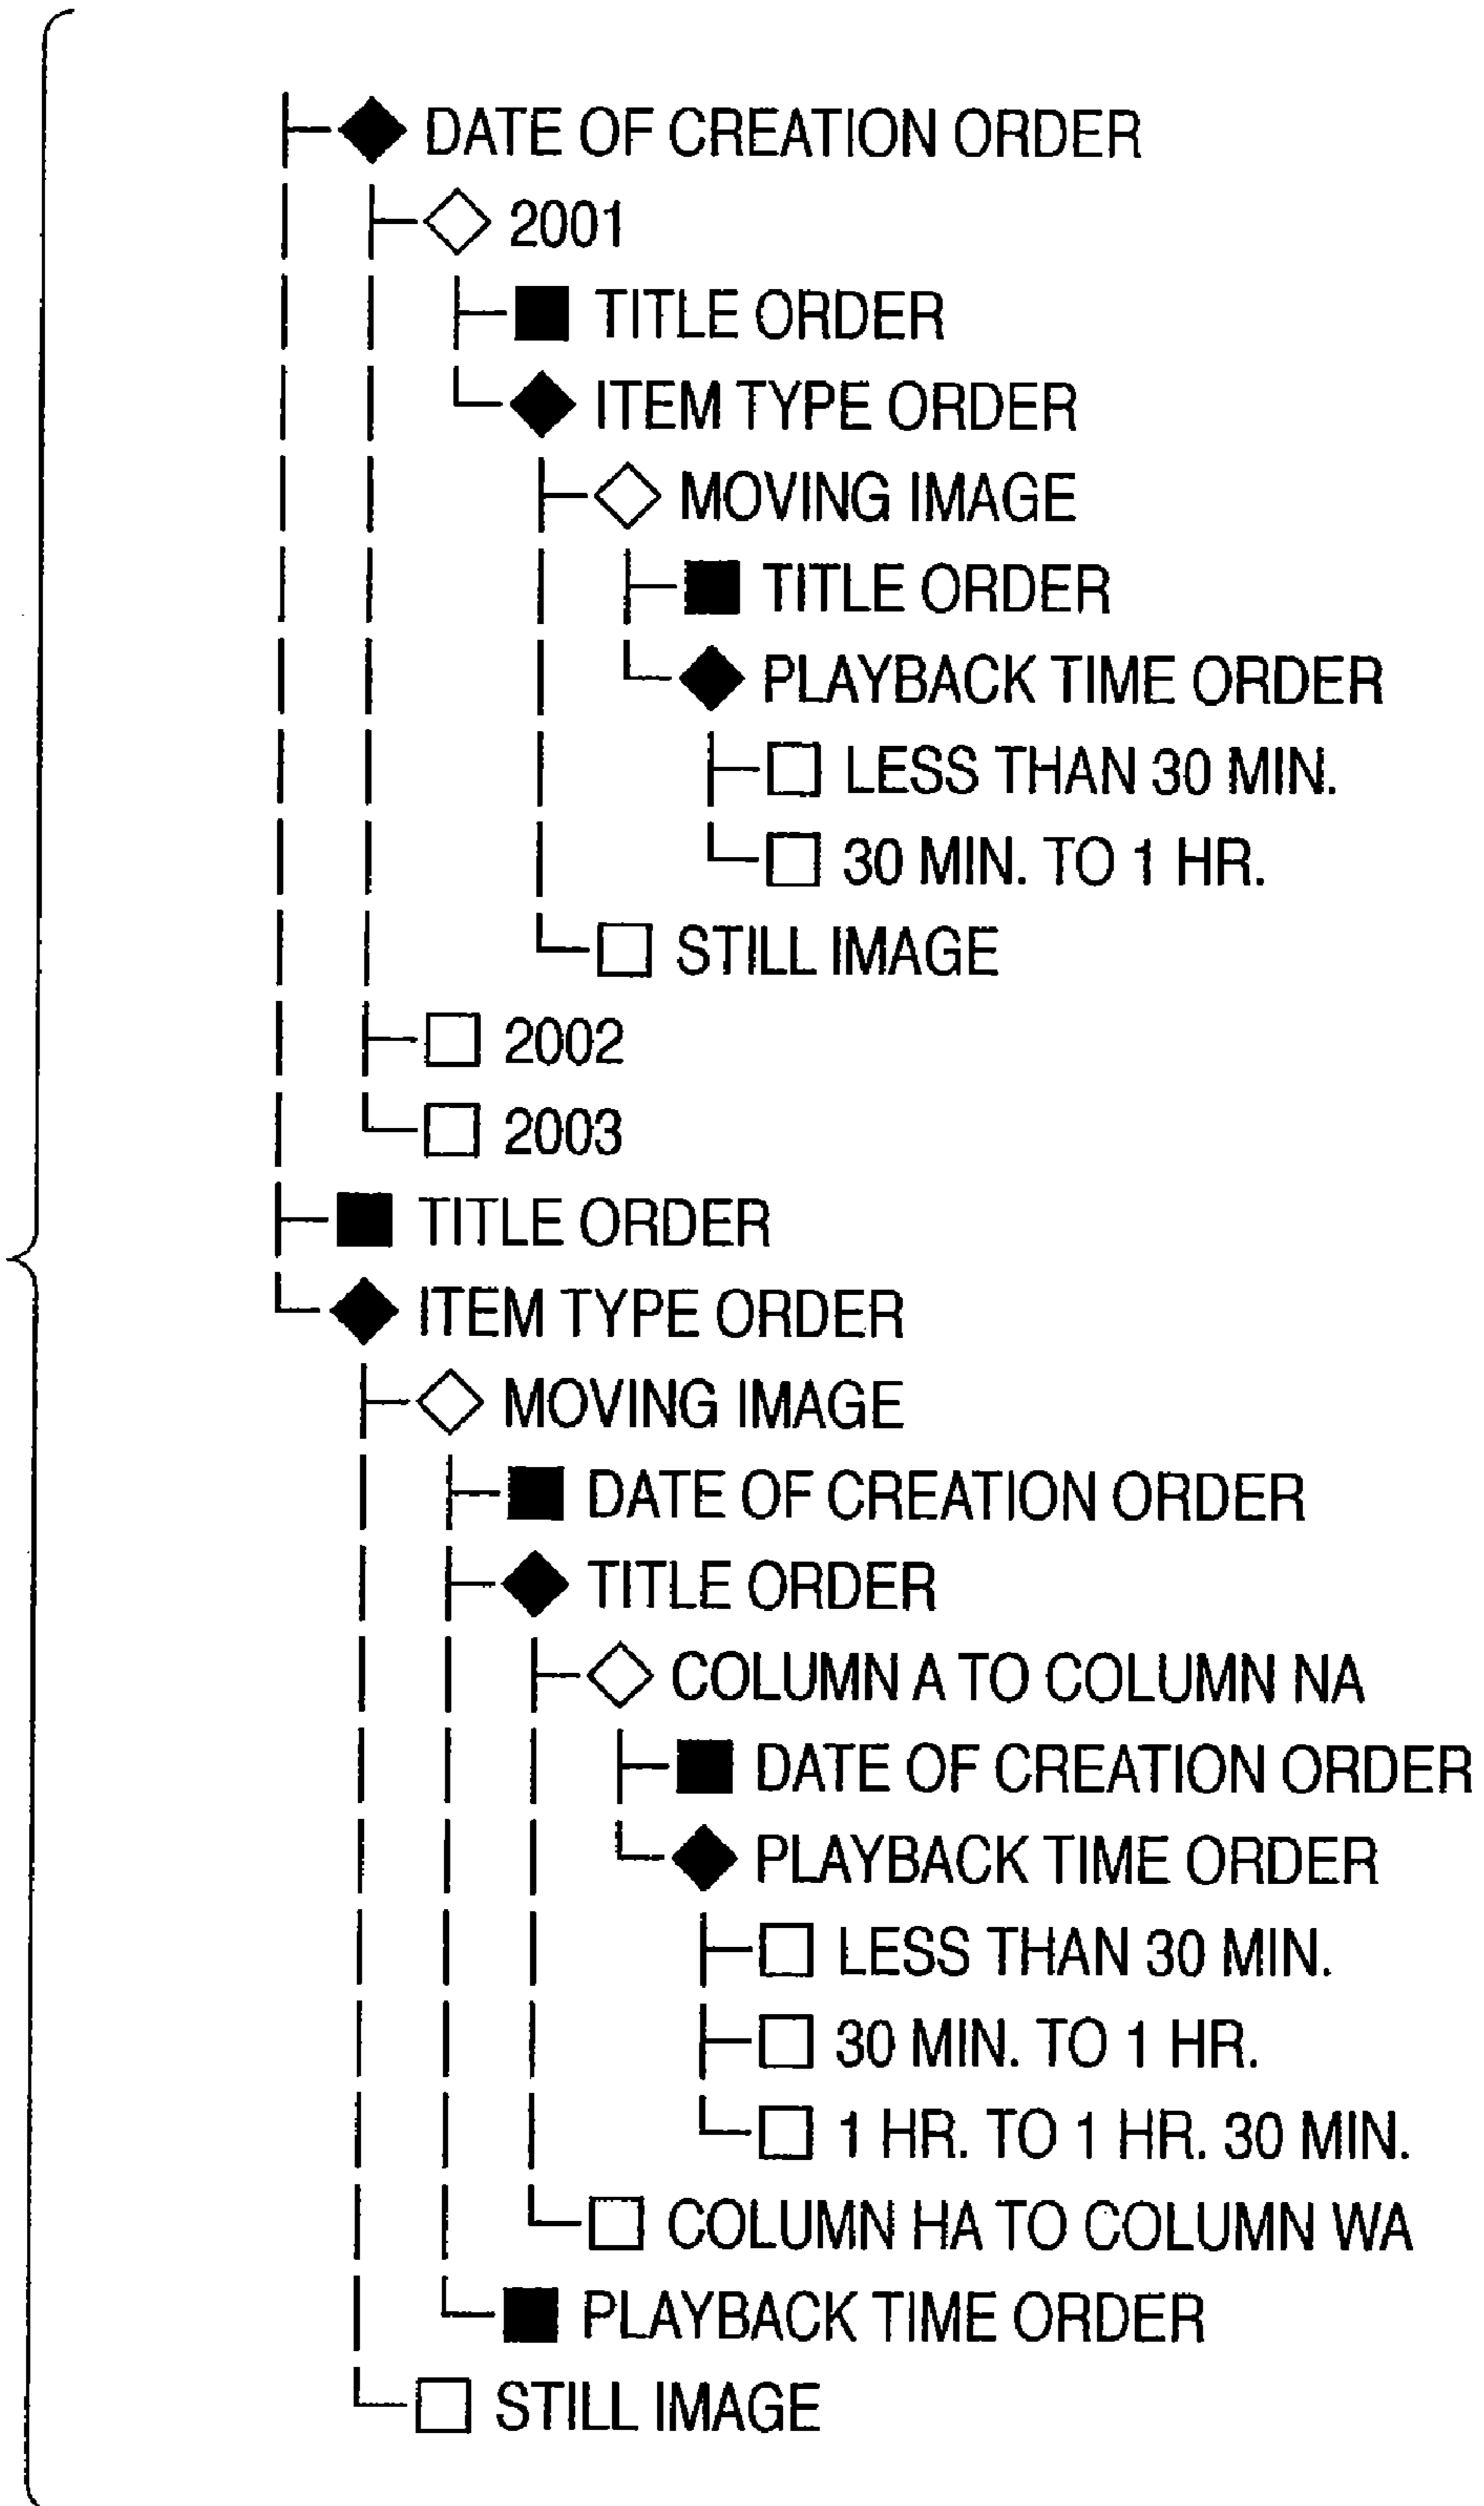 DATE OF CREATION ORDER
2001
TITLE ORDER
ITEM TYPE ORDER
MOVING IMAGE
TITLE ORDER
PLAYBACK TIME ORDER
LESS THAN 30 MIN.
30 MIN. TO 1 HR.
STILL IMAGE
2002
2003
TITLE ORDER
ITEM TYPE ORDER
MOVING IMAGE
DATE OF CREATION ORDER
TITLE ORDER
COLUMN A TO COLUMN NA
DATE OF CREATION ORDER
PLAYBACK TIME ORDER
LESS THAN 30 MIN.
30 MIN. TO 1 HR.
1 HR. TO 1 HR. 30 MIN.
COLUMN HA TO COLUMN WA
PLAYBACK TIME ORDER
STILL IMAGE